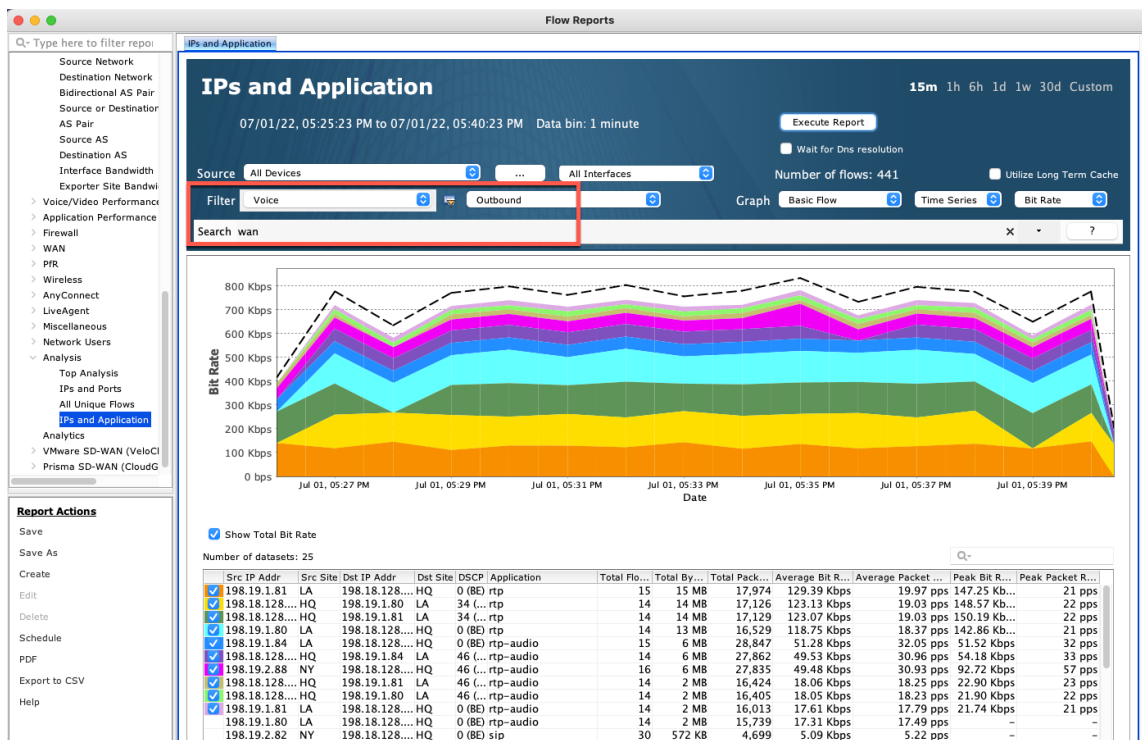 Flow Reports
Type here to filter repor
Source Network
Destination Network
Bidirectional AS Pair
Source or Destination
AS Pair
Source AS
Destination AS
Interface Bandwidth
Exporter Site Bandwi
Voice/Video Performance
Application Performance
Firewall
WAN
PfR
Wireless
AnyConnect
LiveAgent
Miscellaneous
Network Users
Analysis
Top Analysis
IPs and Ports
All Unique Flows
IPs and Application
Analytics
VMware SD-WAN (VeloCl
Prisma SD-WAN (CloudG
Report Actions
Save
Save As
Create
Edit
Delete
Schedule
PDF
Export to CSV
Help
IPs and Application
IPs and Application
15m 1h 6h 1d 1w 30d Custom
07/01/22, 05:25:23 PM to 07/01/22, 05:40:23 PM Data bin: 1 minute
Execute Report
Wait for Dns resolution
Source All Devices ... All Interfaces Number of flows: 441 Utilize Long Term Cache
Filter Voice Outbound Graph Basic Flow Time Series Bit Rate
Search wan ?
800 Kbps
700 Kbps
600 Kbps
500 Kbps
400 Kbps
300 Kbps
200 Kbps
100 Kbps
0 bps
Bit Rate
Jul 01, 05:27 PM Jul 01, 05:29 PM Jul 01, 05:31 PM Jul 01, 05:33 PM Jul 01, 05:35 PM Jul 01, 05:37 PM Jul 01, 05:39 PM
Date
Show Total Bit Rate
Number of datasets: 25
Src IP Addr Src Site Dst IP Addr Dst Site DSCP Application Total Flo... Total By... Total Pack... Average Bit R... Average Packet ... Peak Bit R... Peak Packet R...
198.19.1.81 LA 198.18.128.... HQ 0 (BE) rtp 15 15 MB 17,974 129.39 Kbps 19.97 pps 147.25 Kb... 21 pps
198.18.128.... HQ 198.19.1.80 LA 34 (... rtp 14 14 MB 17,126 123.13 Kbps 19.03 pps 148.57 Kb... 22 pps
198.18.128.... HQ 198.19.1.81 LA 34 (... rtp 14 14 MB 17,129 123.07 Kbps 19.03 pps 150.19 Kb... 22 pps
198.19.1.80 LA 198.18.128.... HQ 0 (BE) rtp 14 13 MB 16,529 118.75 Kbps 18.37 pps 142.86 Kb... 21 pps
198.19.1.84 LA 198.18.128.... HQ 0 (BE) rtp-audio 15 6 MB 28,847 51.28 Kbps 32.05 pps 51.52 Kbps 32 pps
198.18.128.... HQ 198.19.1.84 LA 46 (... rtp-audio 14 6 MB 27,862 49.53 Kbps 30.96 pps 54.18 Kbps 33 pps
198.19.2.88 NY 198.18.128.... HQ 46 (... rtp-audio 16 6 MB 27,835 49.48 Kbps 30.93 pps 92.72 Kbps 57 pps
198.18.128.... HQ 198.19.1.81 LA 46 (... rtp-audio 14 2 MB 16,424 18.06 Kbps 18.25 pps 22.90 Kbps 23 pps
198.18.128.... HQ 198.19.1.80 LA 46 (... rtp-audio 14 2 MB 16,405 18.05 Kbps 18.23 pps 21.90 Kbps 22 pps
198.19.1.81 LA 198.18.128.... HQ 0 (BE) rtp-audio 14 2 MB 16,013 17.61 Kbps 17.79 pps 21.74 Kbps 21 pps
198.19.1.80 LA 198.18.128.... HQ 0 (BE) rtp-audio 14 2 MB 15,739 17.31 Kbps 17.49 pps – –
198.19.2.82 NY 198.18.128.... HQ 0 (BE) sip 30 572 KB 4,699 5.09 Kbps 5.22 pps – –